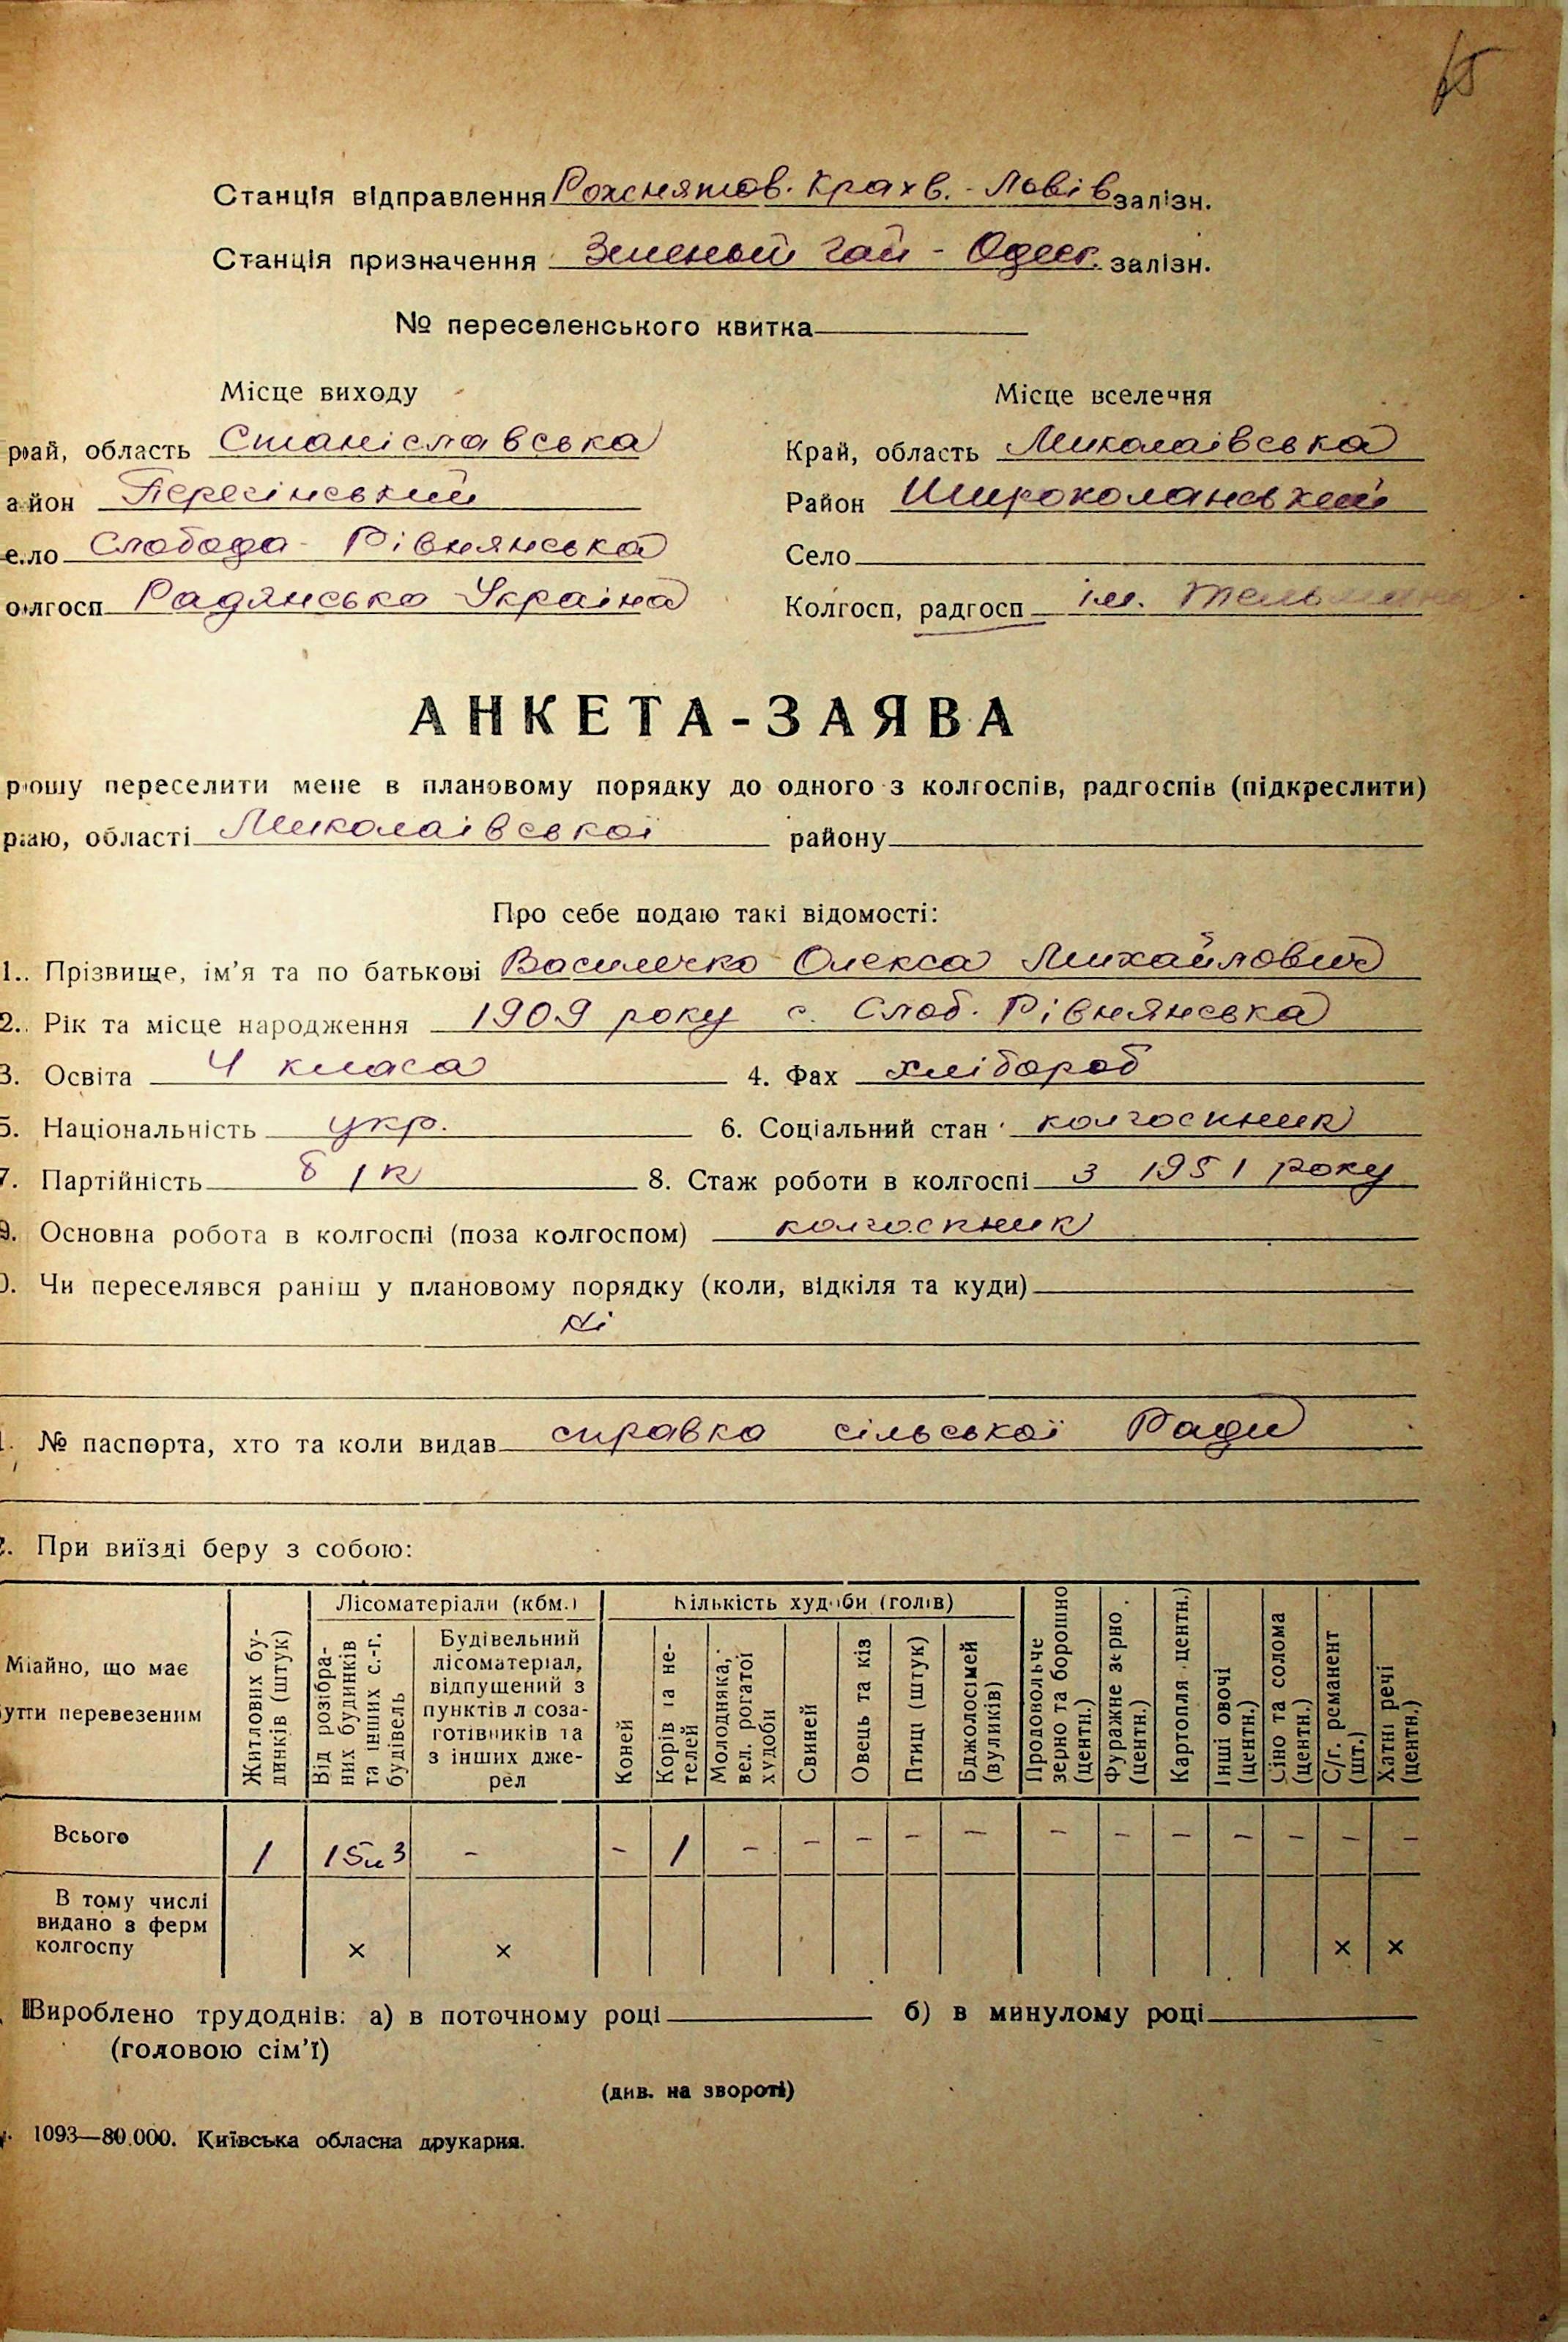 15
Станція відправлення Рожнятов. Крахв. - Львів залізн.
Станція призначення Зеленый Гай - Одеск. залізн.
№ переселенського квитка
Місце виходу Місце вселення
рай, область Станіславська Край, область Миколаівська
айон Перегінський Район Широколановский
ело Слобода - Рівнянська Село
олгосп Радянська Україна Колгосп, радгосп ім. Тельмана
АНКЕТА-ЗАЯВА
рошу переселити мене в плановому порядку до одного з колгоспів, радгоспів (підкреслити)
раю, області Миколаівської району
Про себе подаю такі відомості:
1. Прізвище, ім’я та по батькові Василечко Олекса Михайлович
2. Рік та місце народження 1909 року с. Слоб. Рівнянська
3. Освіта 4 класа 4. Фах хлібороб
5. Національність укр. 6. Соціальний стан колгоспник
7. Партійність б/п 8. Стаж роботи в колгоспі з 1951 року
9. Основна робота в колгоспі (поза колгоспом) колгоспник
0. Чи переселявся раніш у плановому порядку (коли, відкіля та куди)
ні
№ паспорта, хто та коли видав справка сільської Ради
2. При виїзді беру з собою:
Майно, що має бути перевезеним
Житлових будинків (штук)
Лісоматеріали (кбм.)
Від розібраних будинків та інших с.-г. будівель
Будівельний лісоматеріал, відпущений з пунктів лісозаготівників та з інших джерел
Кількість худоби (голів)
Коней
Корів та нетелей
Молодняка, вел. рогатої худоби
Свиней
Овець та кіз
Птиці (штук)
Бджолосімей (вуликів)
Продовольче зерно та борошно (центн.)
Фуражне зерно (центн.)
Картопля (центн.)
Інші овочі (центн.)
Сіно та солома (центн.)
С/г. реманент (шт.)
Хатні речі (центн.)
Всього 1 15м3 - - 1 - - - - - - - - - - - -
В тому числі
видано з ферм
колгоспу × × × ×
Вироблено трудоднів: а) в поточному році б) в минулому році
(головою сім’ї)
(див. на звороті)
1093—80.000. Київська обласна друкарня.